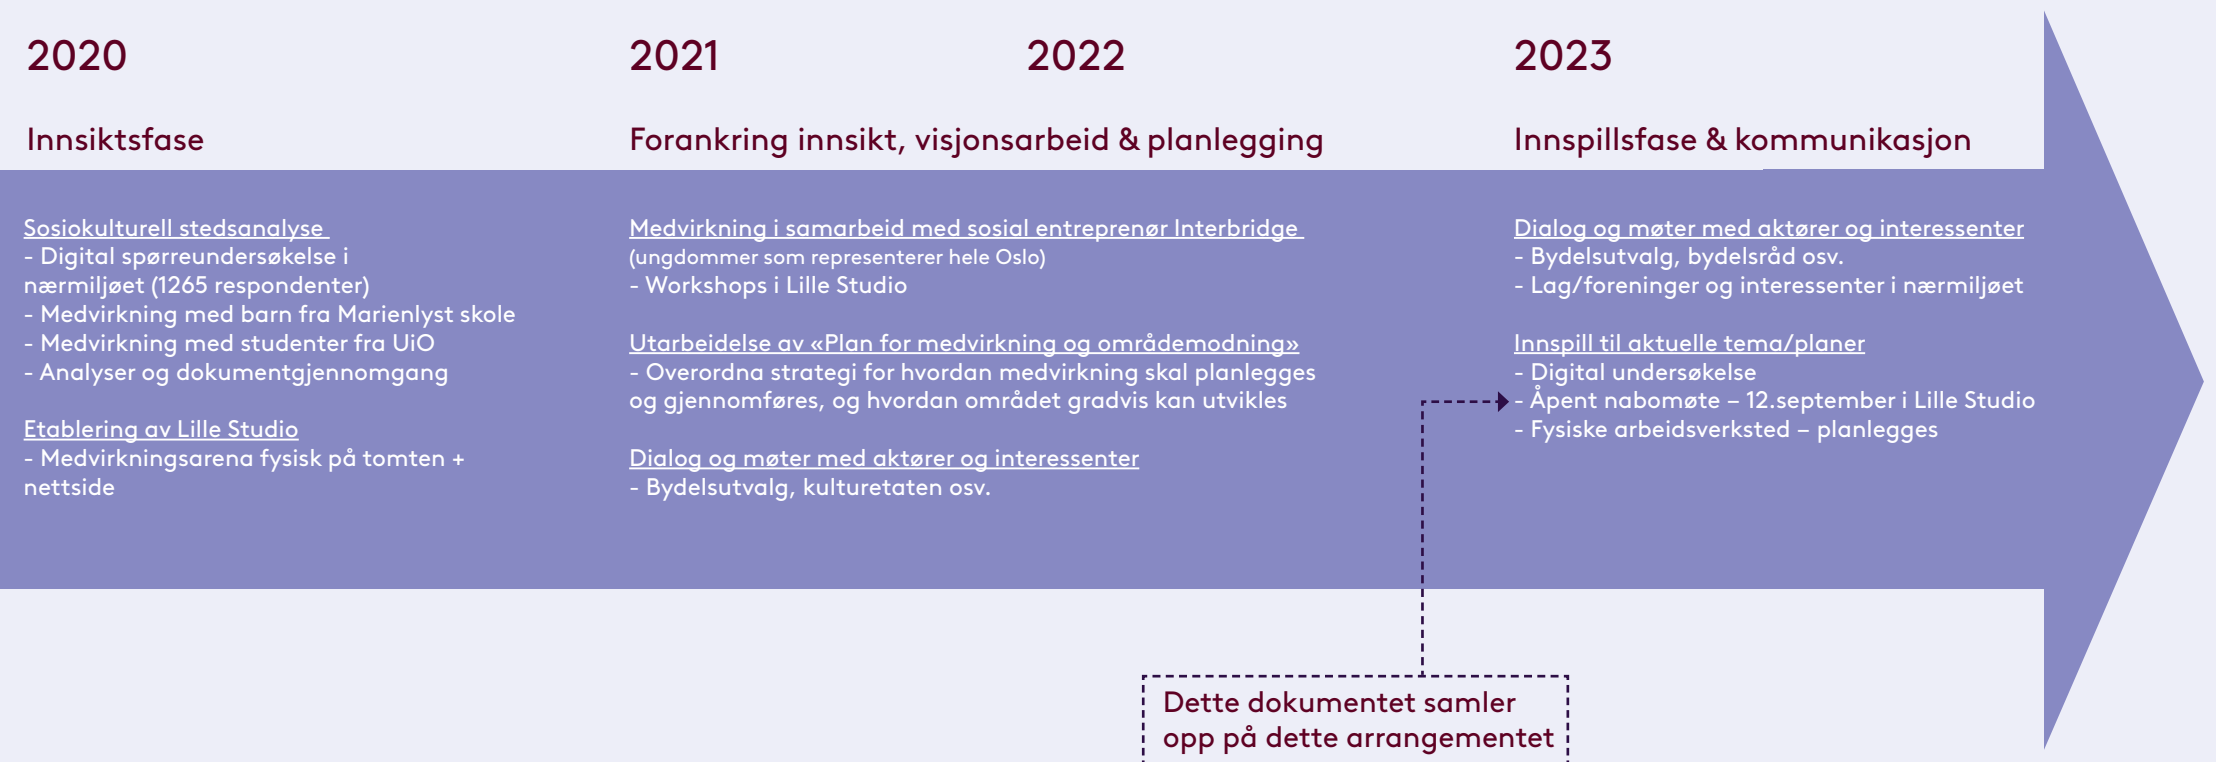 2020
Innsiktsfase
Sosiokulturell stedsanalyse
- Digital spørreundersøkelse i
nærmiljøet (1265 respondenter)
- Medvirkning med barn fra Marienlyst skole
- Medvirkning med studenter fra UiO
- Analyser og dokumentgjennomgang
Etablering av Lille Studio
- Medvirkningsarena fysisk på tomten +
nettside
2021
2022
Forankring innsikt, visjonsarbeid & planlegging
Medvirkning i samarbeid med sosial entreprenør Interbridge
(ungdommer som representerer hele Oslo)
- Workshops i Lille Studio
Utarbeidelse av «Plan for medvirkning og områdemodning»
- Overordna strategi for hvordan medvirkning skal planlegges
og gjennomføres, og hvordan området gradvis kan utvikles
Dialog og møter med aktører og interessenter
- Bydelsutvalg, kulturetaten osv.
2023
Innspillsfase & kommunikasjon
Dialog og møter med aktører og interessenter
- Bydelsutvalg, bydelsråd osv.
- Lag/foreninger og interessenter i nærmiljøet
Innspill til aktuelle tema/planer
- Digital undersøkelse
- Åpent nabomøte – 12.september i Lille Studio
- Fysiske arbeidsverksted – planlegges
Dette dokumentet samler
opp på dette arrangementet